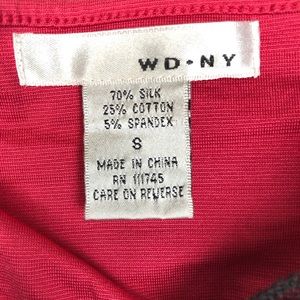 WD•NY
70% SILK
25% COTTON
5% SPANDEX
S
MADE IN CHINA
RN 111745
CARE ON REVERSE